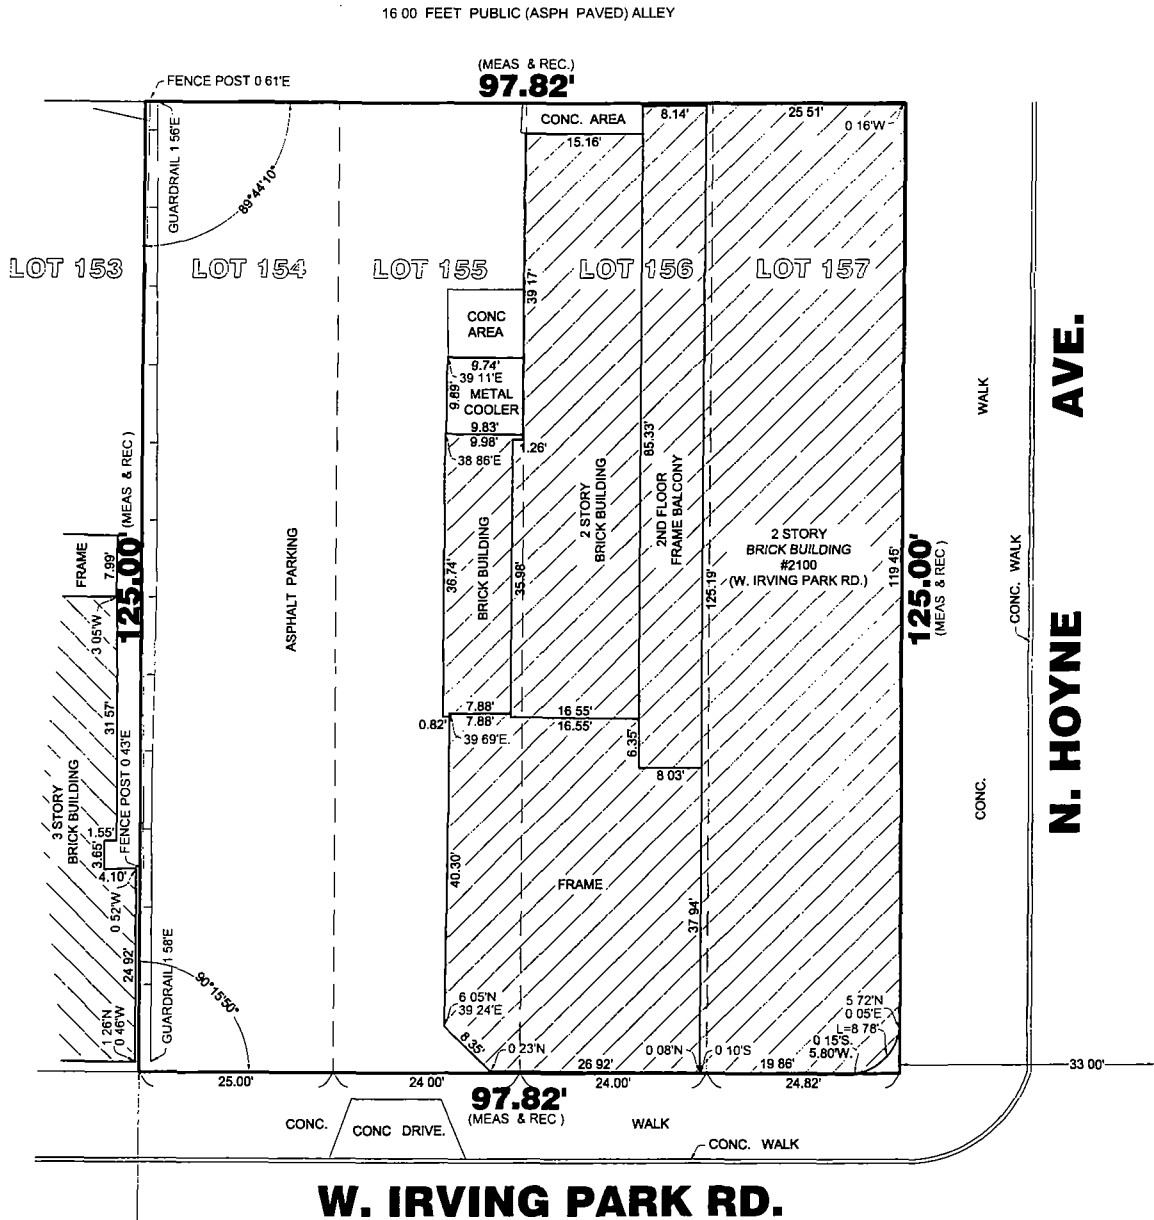 16 00 FEET PUBLIC (ASPH PAVED) ALLEY
(MEAS & REC.)
97.82'
FENCE POST 0 61'E
GUARDRAIL 1 56'E
89°44'10"
CONC. AREA
15.16'
8.14'
25 51'
0 16'W
LOT 153
LOT 154
LOT 155
LOT 156
LOT 157
39 17'
CONC
AREA
9.74'
39 11'E
9.89'
METAL
COOLER
9.83'
9.98'
1.26'
38 86'E
85.33'
2 STORY
BRICK BUILDING
2ND FLOOR
FRAME BALCONY
2 STORY
BRICK BUILDING
#2100
(W. IRVING PARK RD.)
119 45'
125.19'
125.00'
(MEAS & REC)
125.00'
(MEAS & REC)
FRAME
7.99'
3 05'W
ASPHALT PARKING
36.74'
BRICK BUILDING
35.98'
WALK
CONC. WALK
CONC.
N. HOYNE AVE.
31 57'
FENCE POST 0 43'E
3 STORY
BRICK BUILDING
1.55'
3.65'
4.10'
0 52'W
24 92'
1 26'N
0 46'W
7.88'
0.82'
7.88'
39 69'E.
16 55'
16.55'
6.35'
8 03'
40.30'
FRAME
37 94'
GUARDRAIL 1 58'E
90°15'50"
6 05'N
39 24'E
8 35'
0 23'N
26 92'
0 08'N
0 10'S
19 86'
5 72'N
0 05'E
L=8 78'
0 15'S.
5.80'W.
33 00'
25.00'
24 00'
24.00'
24.82'
97.82'
(MEAS & REC)
CONC.
CONC DRIVE.
WALK
CONC. WALK
W. IRVING PARK RD.